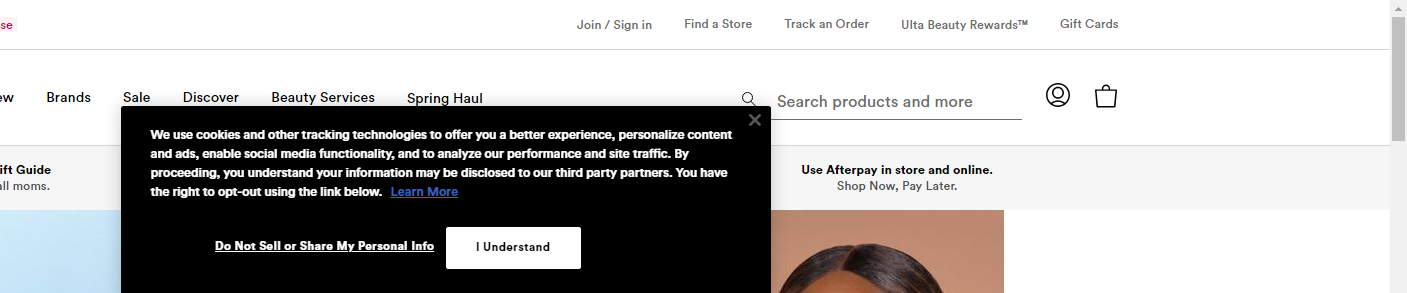 se
Join / Sign in Find a Store Track an Order Ulta Beauty Rewards™ Gift Cards
ew Brands Sale Discover Beauty Services Spring Haul Search products and more
We use cookies and other tracking technologies to offer you a better experience, personalize content
and ads, enable social media functionality, and to analyze our performance and site traffic. By
proceeding, you understand your information may be disclosed to our third party partners. You have
the right to opt-out using the link below. Learn More
Do Not Sell or Share My Personal Info I Understand
ift Guide
all moms.
Use Afterpay in store and online.
Shop Now, Pay Later.